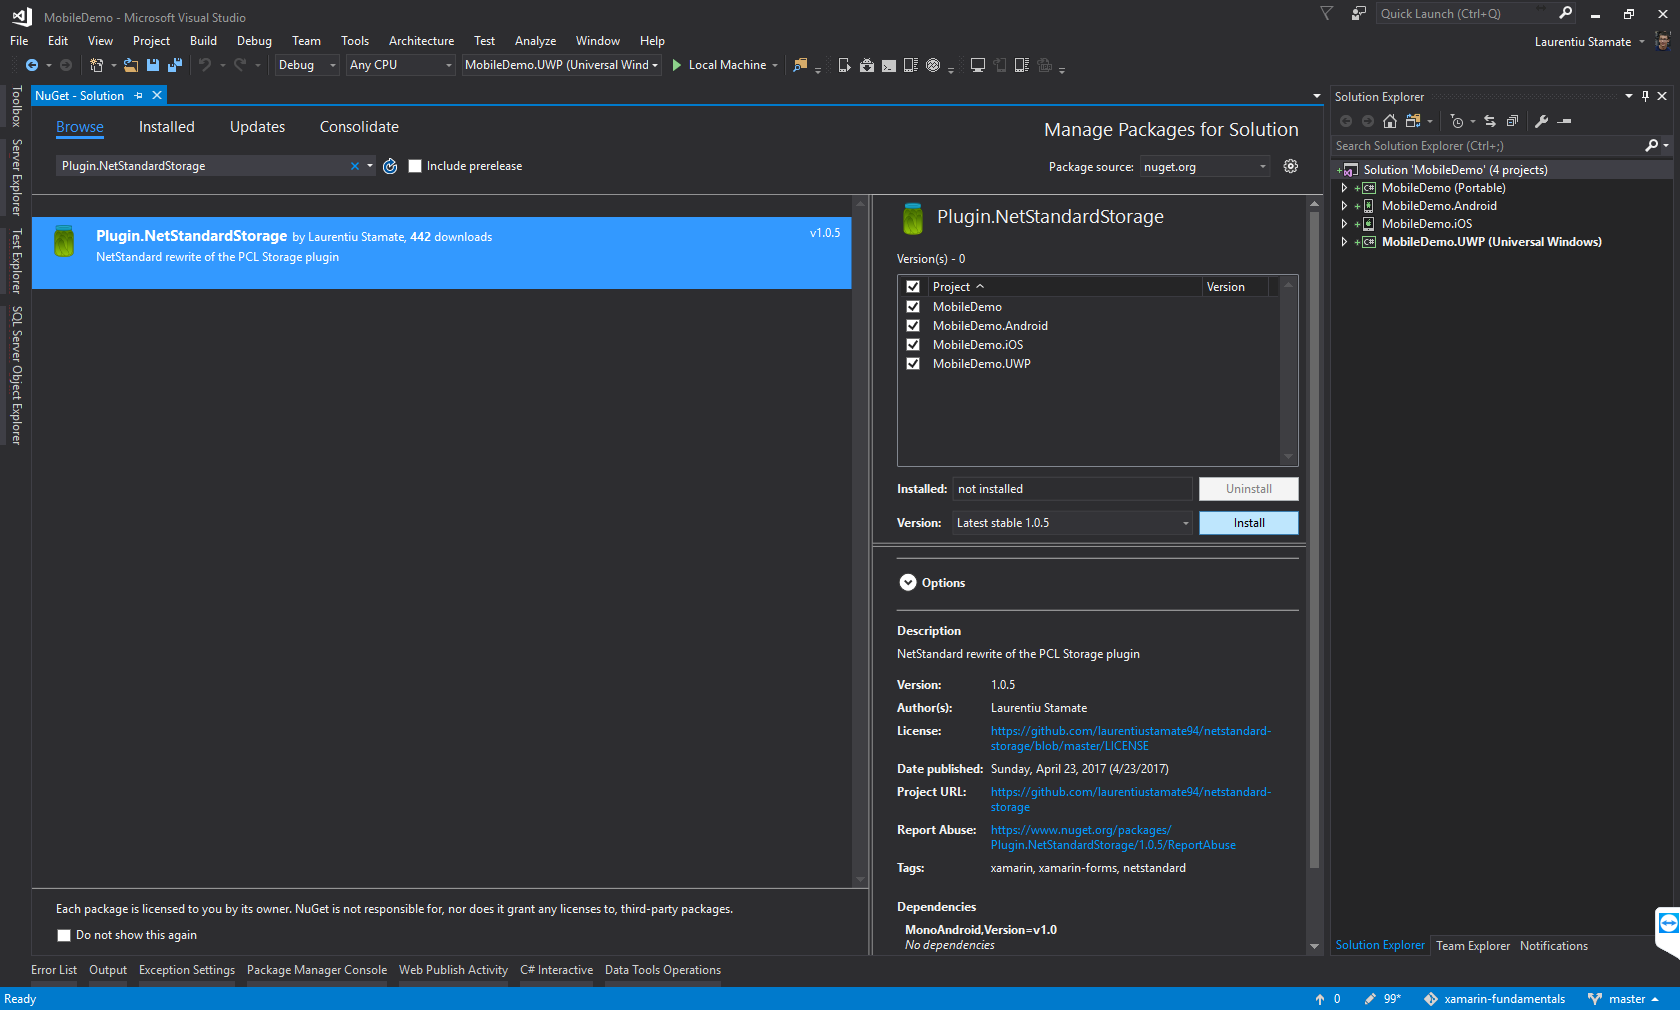 MobileDemo - Microsoft Visual Studio
Quick Launch (Ctrl+Q)
File Edit View Project Build Debug Team Tools Architecture Test Analyze Window Help
Laurentiu Stamate
Debug Any CPU MobileDemo.UWP (Universal Wind Local Machine
Toolbox
Server Explorer
Test Explorer
SQL Server Object Explorer
NuGet - Solution
Browse Installed Updates Consolidate
Manage Packages for Solution
Plugin.NetStandardStorage
Include prerelease
Package source: nuget.org
Plugin.NetStandardStorage by Laurentiu Stamate, 442 downloads
v1.0.5
NetStandard rewrite of the PCL Storage plugin
Each package is licensed to you by its owner. NuGet is not responsible for, nor does it grant any licenses to, third-party packages.
Do not show this again
Plugin.NetStandardStorage
Version(s) - 0
Project Version
MobileDemo
MobileDemo.Android
MobileDemo.iOS
MobileDemo.UWP
Installed: not installed Uninstall
Version: Latest stable 1.0.5 Install
Options
Description
NetStandard rewrite of the PCL Storage plugin
Version: 1.0.5
Author(s): Laurentiu Stamate
License: https://github.com/laurentiustamate94/netstandard-
storage/blob/master/LICENSE
Date published: Sunday, April 23, 2017 (4/23/2017)
Project URL: https://github.com/laurentiustamate94/netstandard-
storage
Report Abuse: https://www.nuget.org/packages/
Plugin.NetStandardStorage/1.0.5/ReportAbuse
Tags: xamarin, xamarin-forms, netstandard
Dependencies
MonoAndroid,Version=v1.0
No dependencies
Solution Explorer
Search Solution Explorer (Ctrl+;)
Solution 'MobileDemo' (4 projects)
MobileDemo (Portable)
MobileDemo.Android
MobileDemo.iOS
MobileDemo.UWP (Universal Windows)
Solution Explorer Team Explorer Notifications
Error List Output Exception Settings Package Manager Console Web Publish Activity C# Interactive Data Tools Operations
Ready
0 99* xamarin-fundamentals master